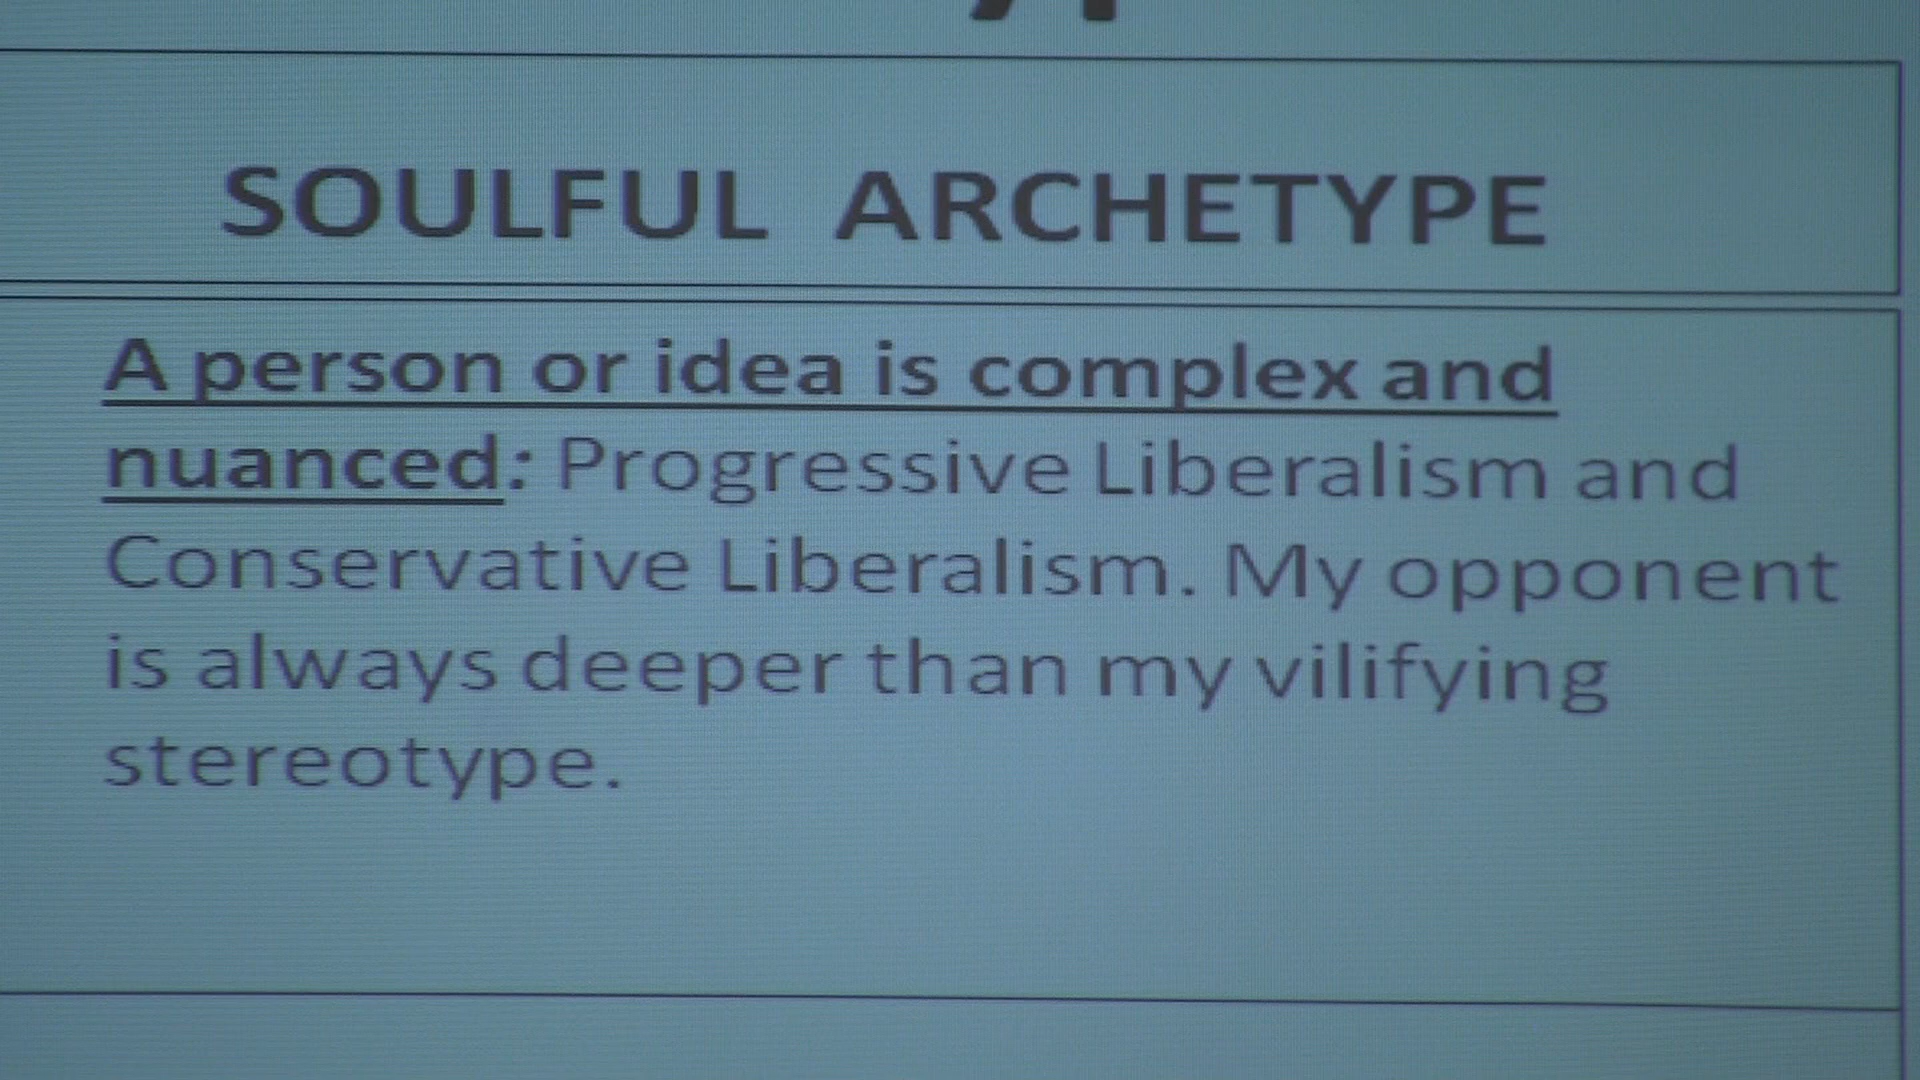 SOULFUL ARCHETYPE
A person or idea is complex and
nuanced: Progressive Liberalism and
Conservative Liberalism. My opponent
is always deeper than my vilifying
stereotype.